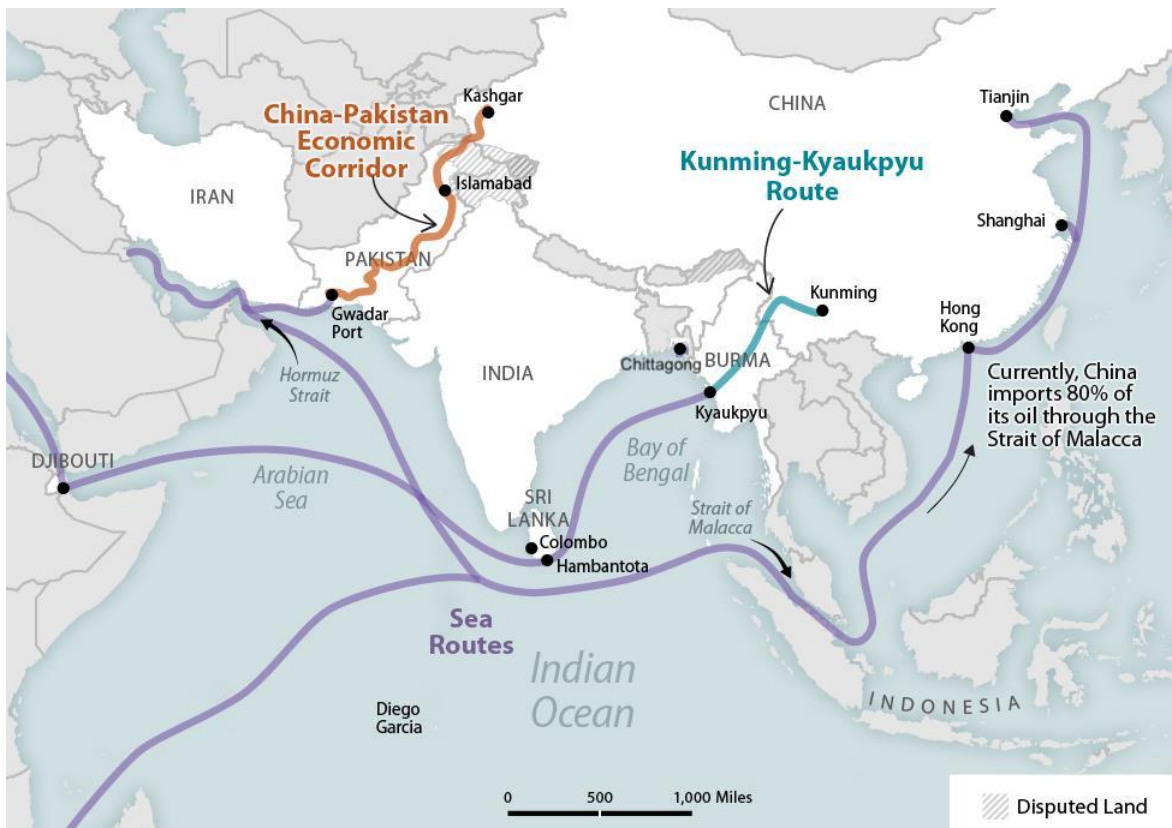 Kashgar
CHINA
Tianjin
China-Pakistan
Economic
Corridor
Kunming-Kyaukpyu
Route
Islamabad
IRAN
Shanghai
PAKISTAN
Gwadar
Port
Kunming
Hong
Kong
Hormuz
Strait
INDIA
Chittagong
BURMA
Kyaukpyu
Currently, China
imports 80% of
its oil through the
Strait of Malacca
DJIBOUTI
Arabian
Sea
Bay of
Bengal
SRI
LANKA
Strait of
Malacca
Colombo
Hambantota
Sea
Routes
Indian
Ocean
Diego
Garcia
INDONESIA
0 500 1,000 Miles
Disputed Land